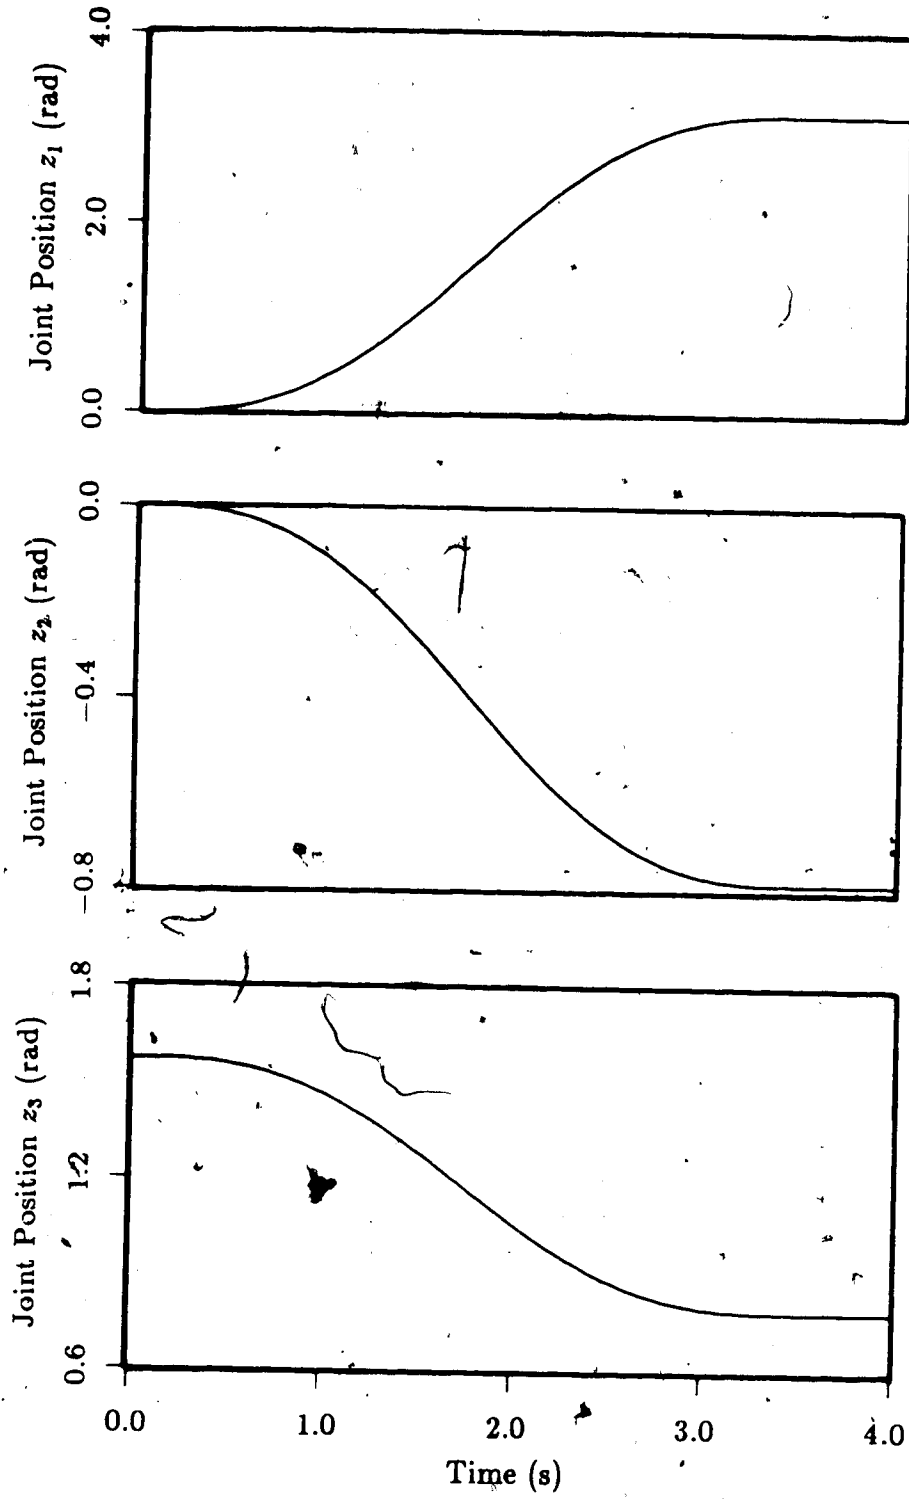 4.0
Joint Position z₁ (rad)
2.0
0.0
0.0
Joint Position z₂ (rad)
−0.4
−0.8
1.8
Joint Position z₃ (rad)
1.2
0.6
0.0 1.0 2.0 3.0 4.0
Time (s)